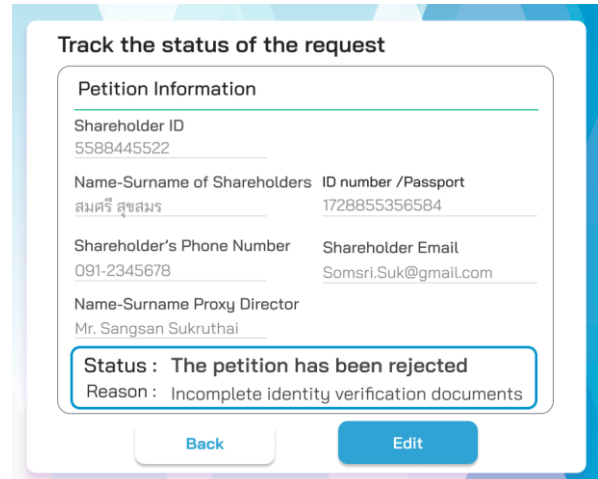 Track the status of the request
Petition Information
Shareholder ID
5588445522
Name-Surname of Shareholders ID number /Passport
สมศรี สุขสมร 1728855356584
Shareholder's Phone Number Shareholder Email
091-2345678 Somsri.Suk@gmail.com
Name-Surname Proxy Director
Mr. Sangsan Sukruthai
Status : The petition has been rejected
Reason : Incomplete identity verification documents
Back Edit